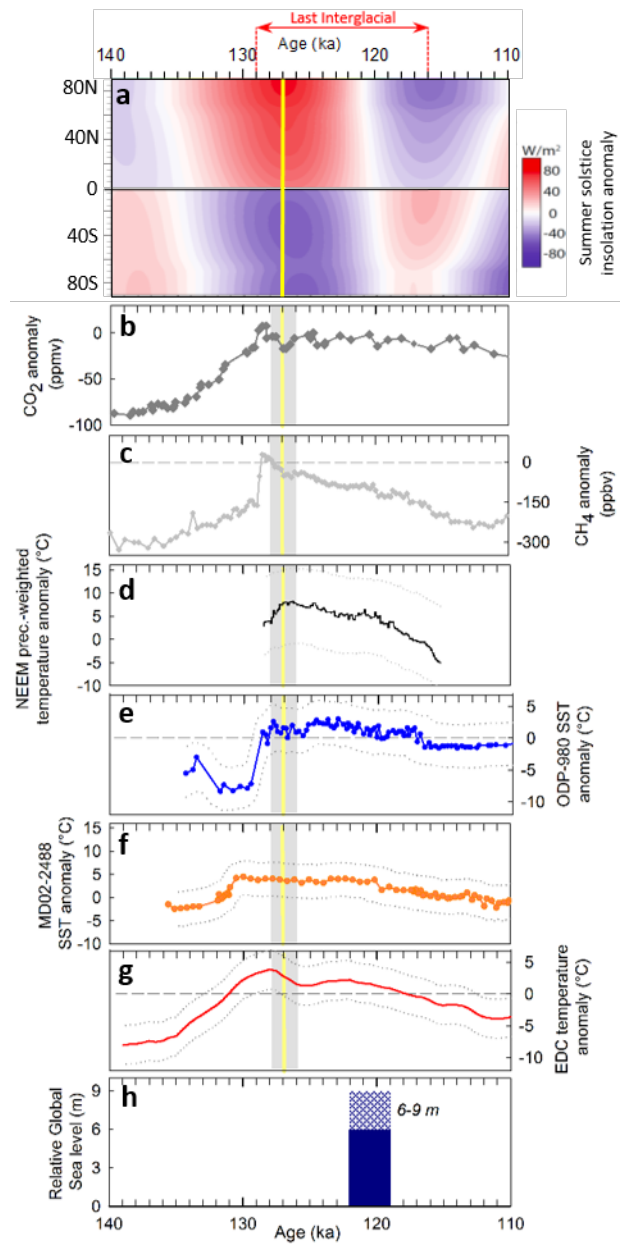 Last Interglacial
Age (ka)
140 130 120 110
a
80N
40N
0
40S
80S
W/m²
80
40
0
-40
-80
Summer solstice
insolation anomaly
b
0
-50
-100
CO₂ anomaly
(ppmv)
c
0
-150
-300
CH₄ anomaly
(ppbv)
d
15
10
5
0
-5
-10
NEEM prec.-weighted
temperature anomaly (°C)
e
5
0
-5
-10
ODP-980 SST
anomaly (°C)
f
15
10
5
0
-5
-10
MD02-2488
SST anomaly (°C)
g
5
0
-5
-10
EDC temperature
anomaly (°C)
h
9
6
3
0
Relative Global
Sea level (m)
6-9 m
140 130 120 110
Age (ka)